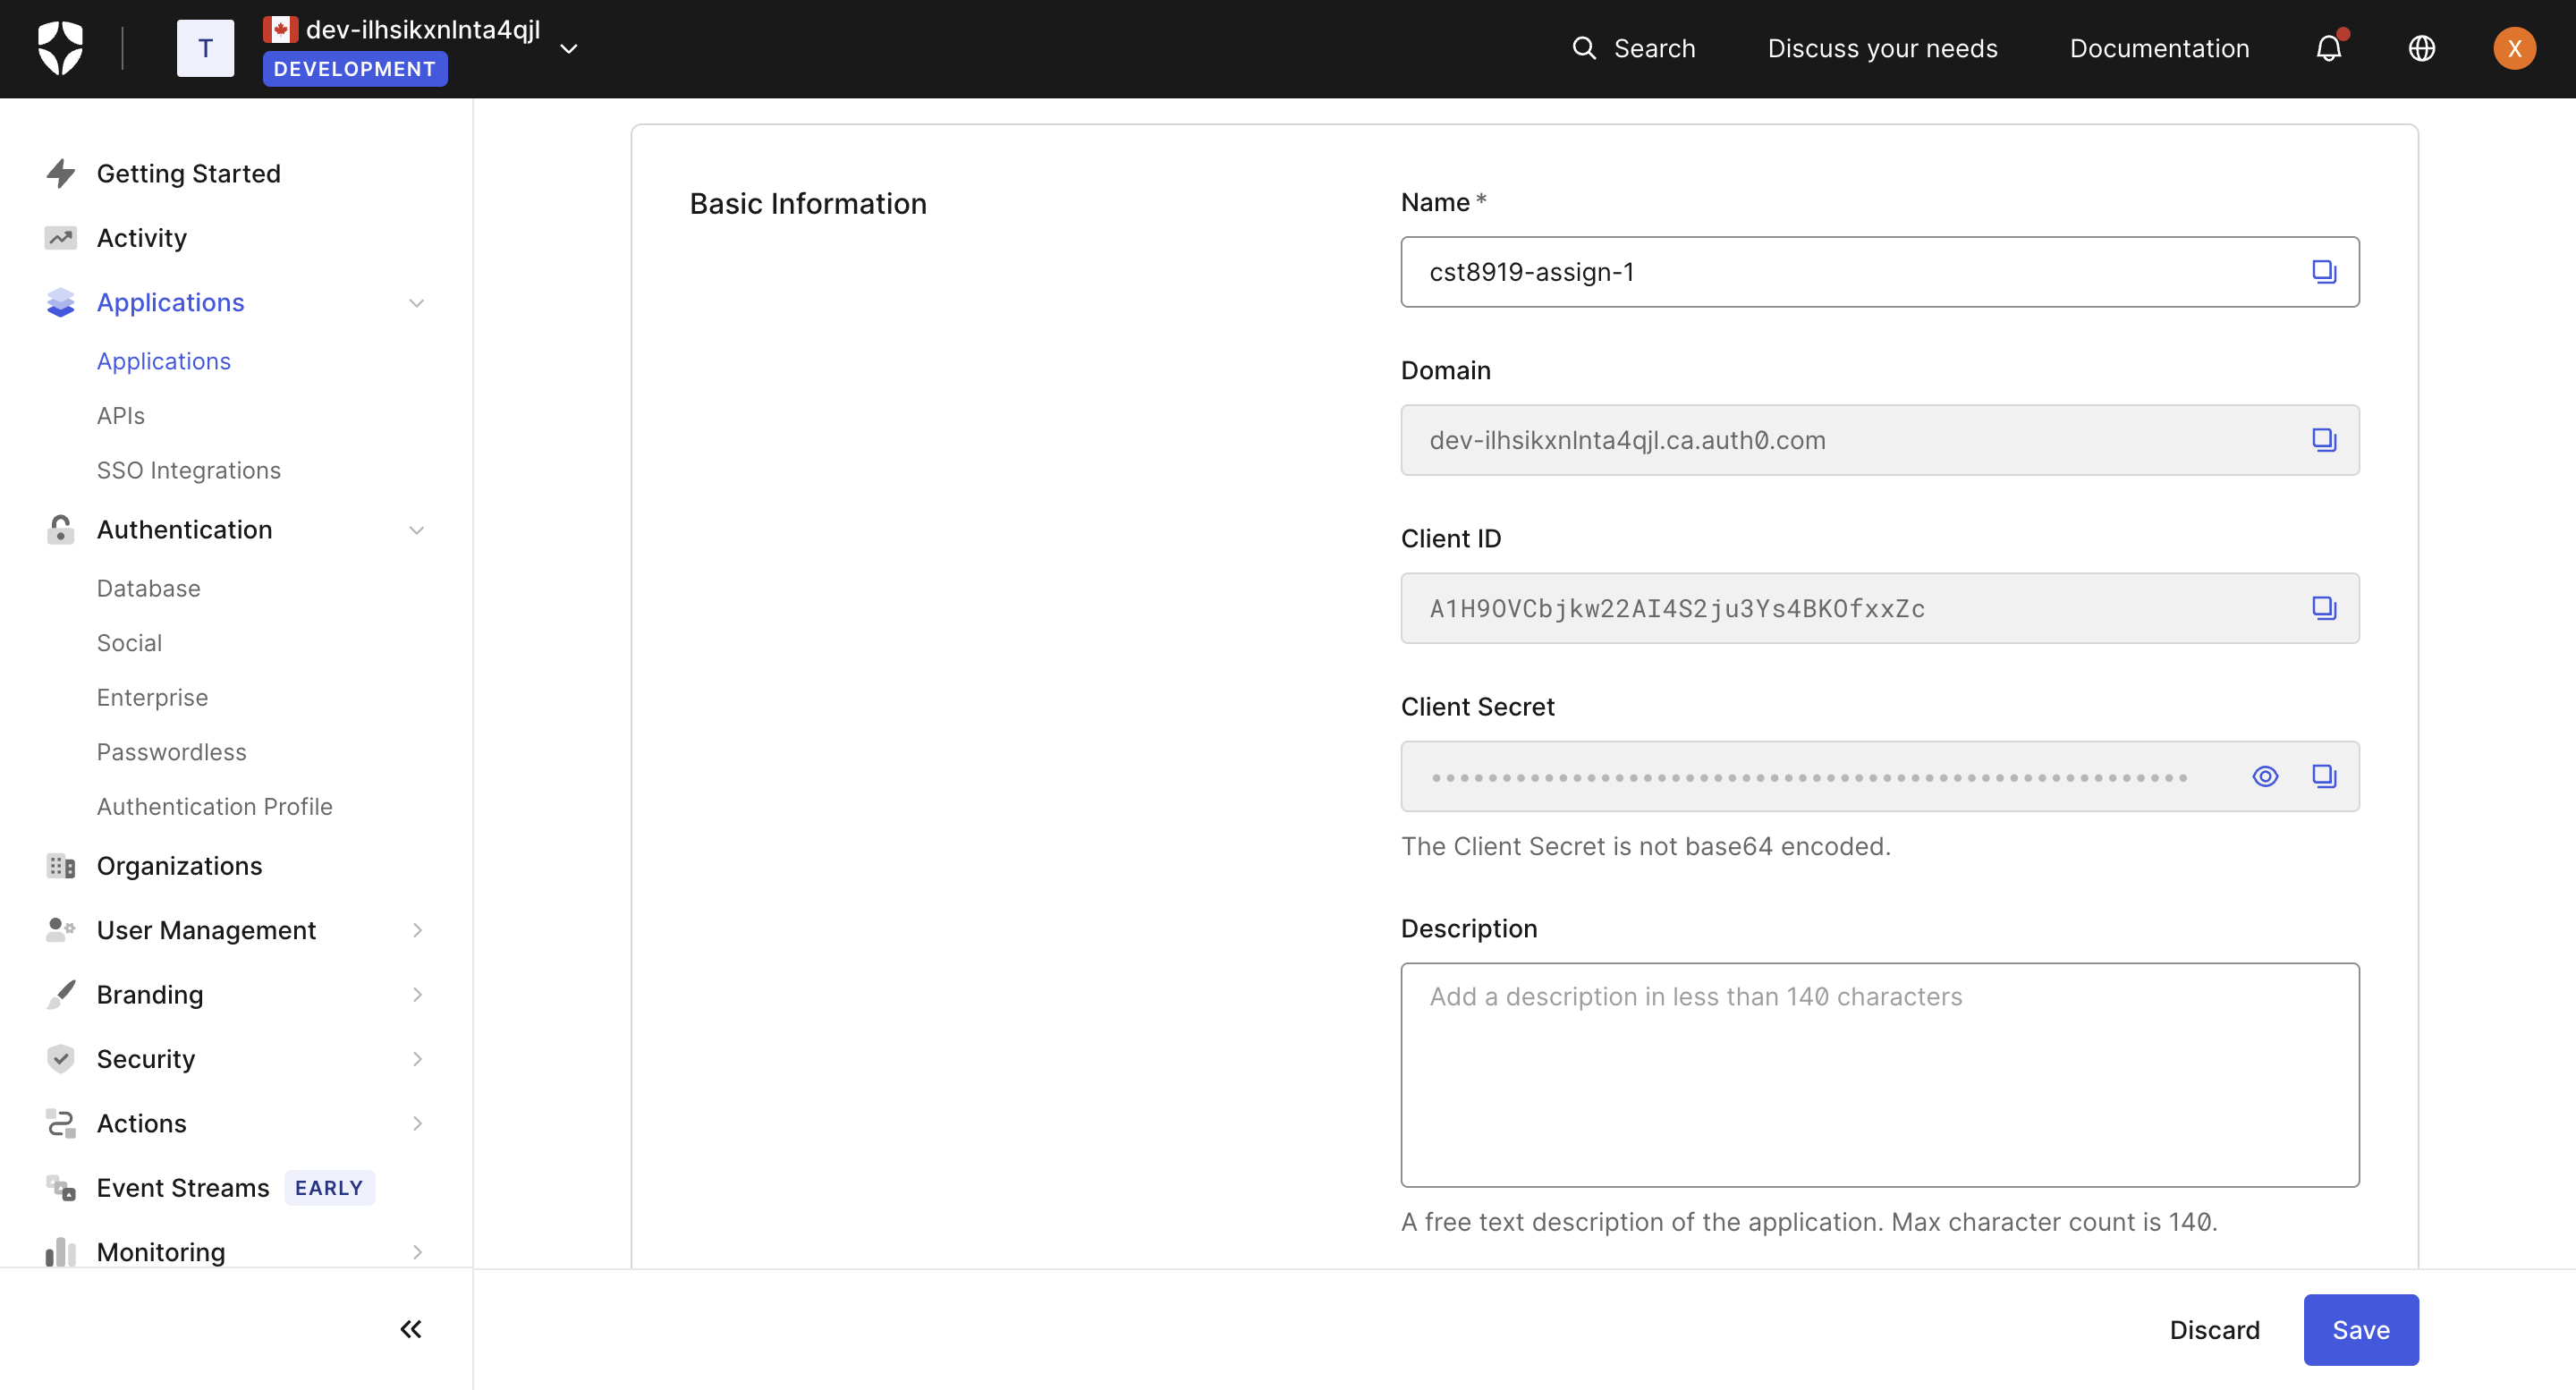 T
dev-ilhsikxnlnta4qjl
DEVELOPMENT
Search
Discuss your needs
Documentation
X
Getting Started
Activity
Applications
Applications
APIs
SSO Integrations
Authentication
Database
Social
Enterprise
Passwordless
Authentication Profile
Organizations
User Management
Branding
Security
Actions
Event Streams EARLY
Monitoring
Basic Information
Name *
cst8919-assign-1
Domain
dev-ilhsikxnlnta4qjl.ca.auth0.com
Client ID
A1H9OVCbjkw22AI4S2ju3Ys4BKOfxxZc
Client Secret
The Client Secret is not base64 encoded.
Description
Add a description in less than 140 characters
A free text description of the application. Max character count is 140.
Discard
Save